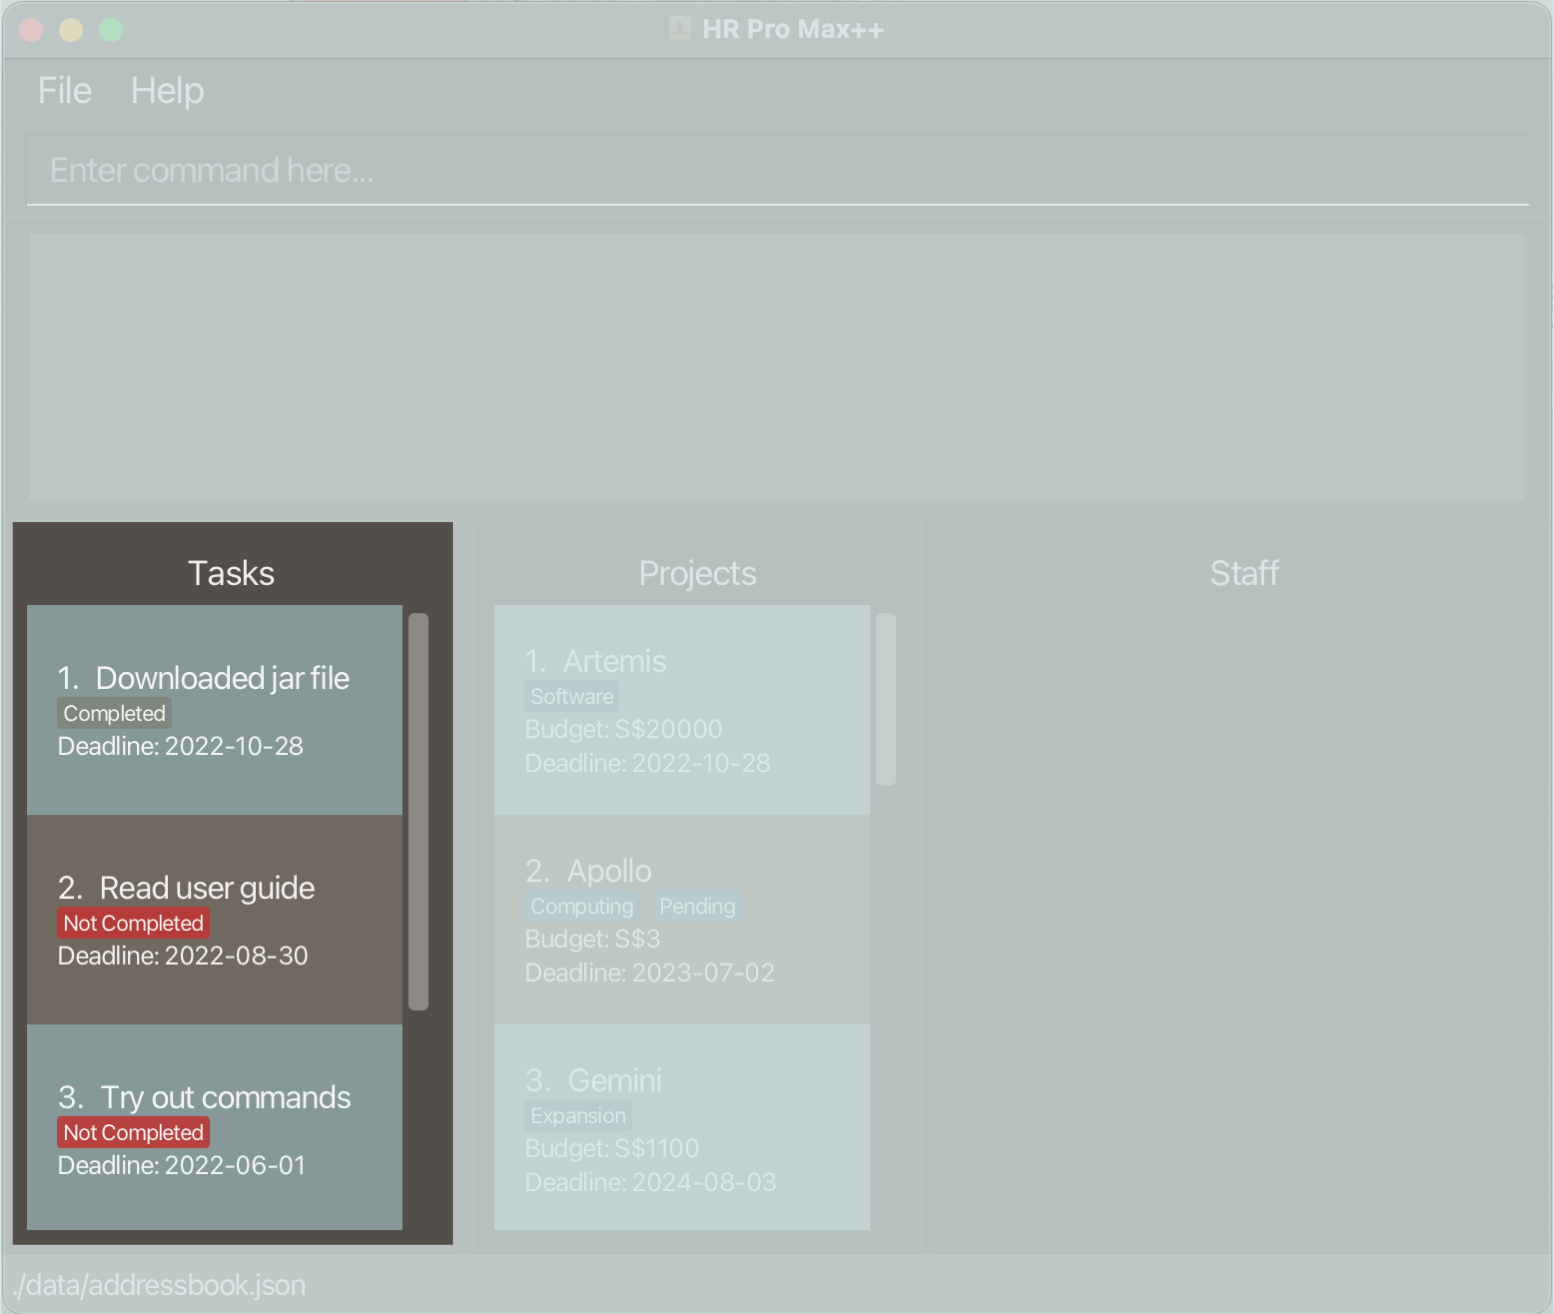 HR Pro Max++
File Help
Enter command here...
Tasks
1. Downloaded jar file
Completed
Deadline: 2022-10-28
2. Read user guide
Not Completed
Deadline: 2022-08-30
3. Try out commands
Not Completed
Deadline: 2022-06-01
Projects
1. Artemis
Software
Budget: S$20000
Deadline: 2022-10-28
2. Apollo
Computing Pending
Budget: S$3
Deadline: 2023-07-02
3. Gemini
Expansion
Budget: S$1100
Deadline: 2024-08-03
Staff
./data/addressbook.json